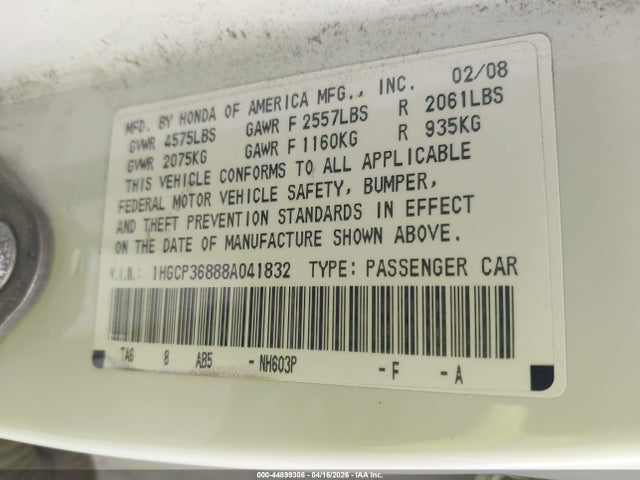 MFD. BY HONDA OF AMERICA MFG., INC. 02/08
GVWR 4575LBS GAWR F 2557LBS R 2061LBS
GVWR 2075KG GAWR F 1160KG R 935KG
THIS VEHICLE CONFORMS TO ALL APPLICABLE
FEDERAL MOTOR VEHICLE SAFETY, BUMPER,
AND THEFT PREVENTION STANDARDS IN EFFECT
ON THE DATE OF MANUFACTURE SHOWN ABOVE.
V.I.N.: 1HGCP36888A041832 TYPE: PASSENGER CAR
TA6 8 AB5 - NH603P - F - A
000-44899306 - 04/16/2026 - IAA Inc.